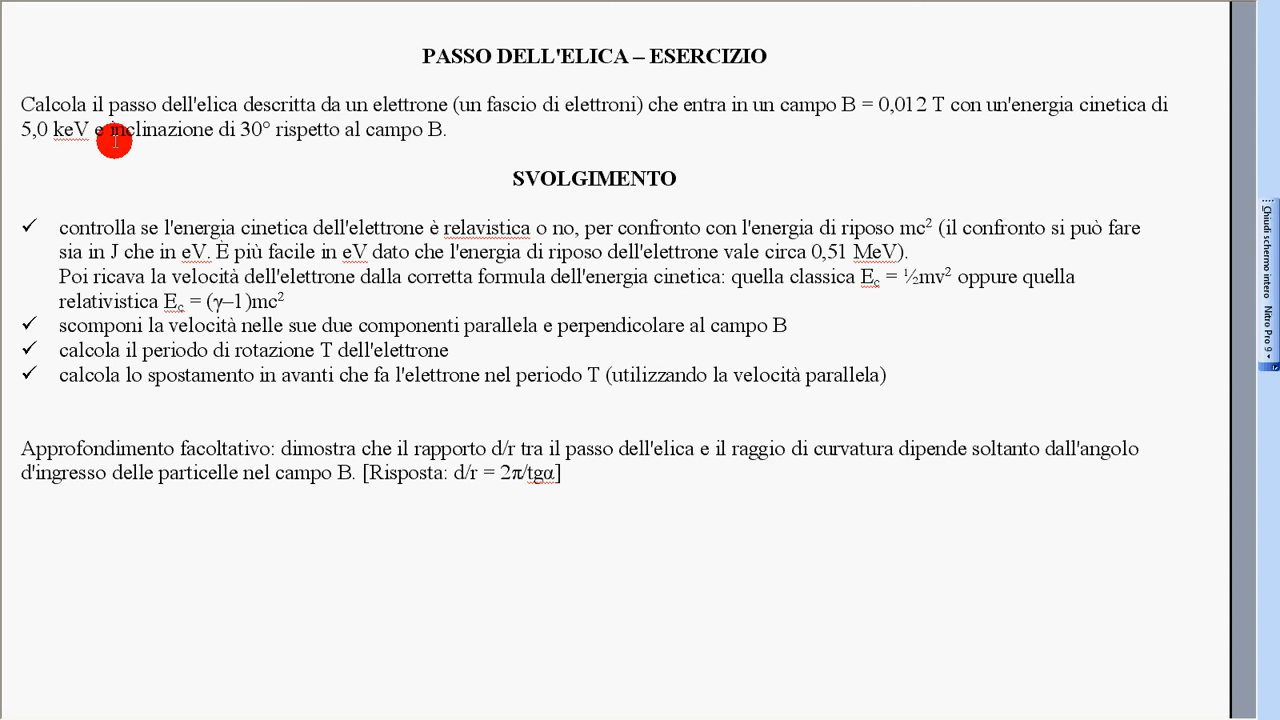 PASSO DELL'ELICA – ESERCIZIO
Calcola il passo dell'elica descritta da un elettrone (un fascio di elettroni) che entra in un campo B = 0,012 T con un'energia cinetica di
5,0 keV e inclinazione di 30° rispetto al campo B.
SVOLGIMENTO
✓ controlla se l'energia cinetica dell'elettrone è relavistica o no, per confronto con l'energia di riposo mc² (il confronto si può fare
sia in J che in eV. È più facile in eV dato che l'energia di riposo dell'elettrone vale circa 0,51 MeV).
Poi ricava la velocità dell'elettrone dalla corretta formula dell'energia cinetica: quella classica Ec = ½mv² oppure quella
relativistica Ec = (γ–1)mc²
✓ scomponi la velocità nelle sue due componenti parallela e perpendicolare al campo B
✓ calcola il periodo di rotazione T dell'elettrone
✓ calcola lo spostamento in avanti che fa l'elettrone nel periodo T (utilizzando la velocità parallela)
Approfondimento facoltativo: dimostra che il rapporto d/r tra il passo dell'elica e il raggio di curvatura dipende soltanto dall'angolo
d'ingresso delle particelle nel campo B. [Risposta: d/r = 2π/tgα]
Chiudi schermo intero Nitro Pro 9